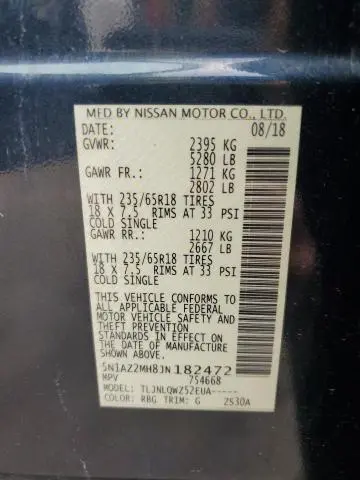 MFD BY NISSAN MOTOR CO., LTD.
DATE: 08/18
GVWR: 2395 KG
5280 LB
GAWR FR.: 1271 KG
2802 LB
WITH 235/65R18 TIRES
18 X 7.5 RIMS AT 33 PSI
COLD SINGLE
GAWR RR.: 1210 KG
2667 LB
WITH 235/65R18 TIRES
18 X 7.5 RIMS AT 33 PSI
COLD SINGLE
THIS VEHICLE CONFORMS TO
ALL APPLICABLE FEDERAL
MOTOR VEHICLE SAFETY
AND THEFT PREVENTION
STANDARDS IN EFFECT ON THE
DATE OF MANUFACTURE
SHOWN ABOVE.
5N1AZ2MH8JN182472
MPV 754668
MODEL: TLJNLQWZ52EUA-----
COLOR: RBG TRIM: G 2S30A